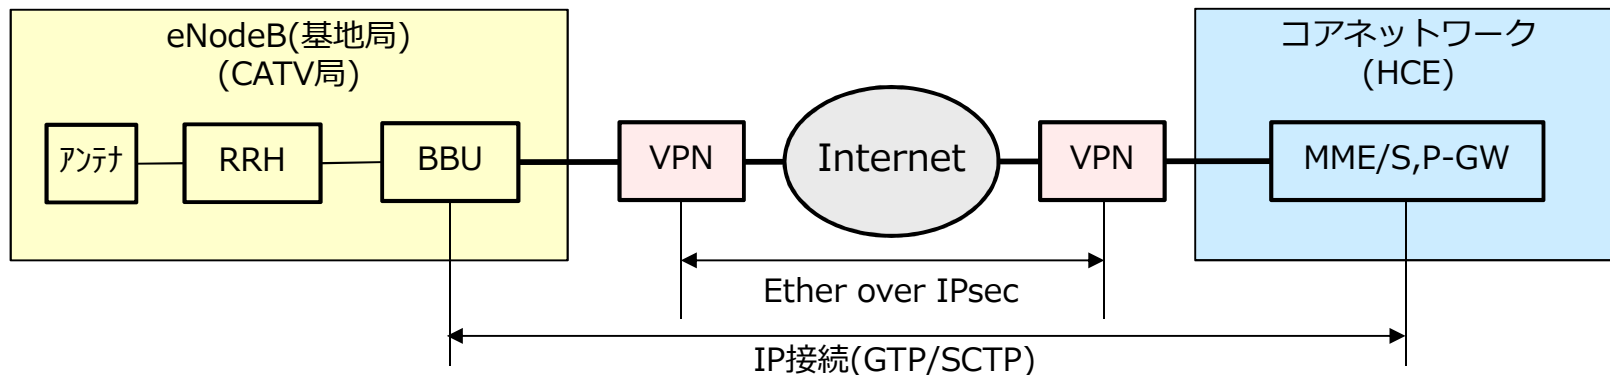 eNodeB(基地局)
(CATV局)
コアネットワーク
(HCE)
ｱﾝﾃﾅ
RRH
BBU
VPN
Internet
VPN
MME/S,P-GW
Ether over IPsec
IP接続(GTP/SCTP)